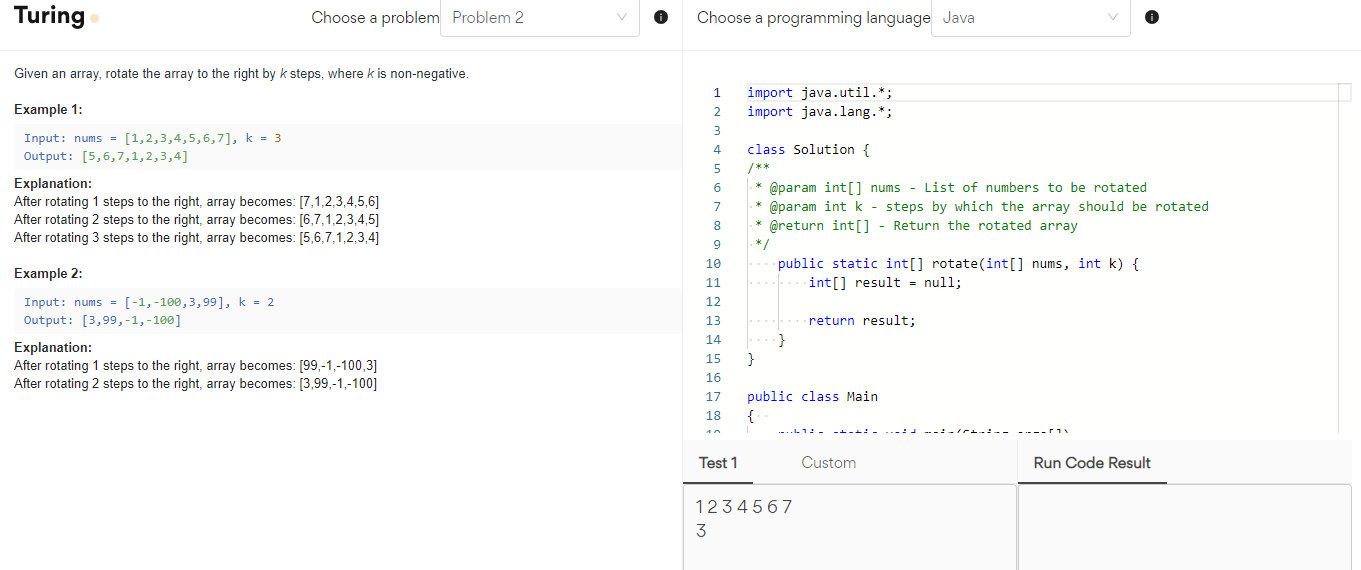 Turing
Choose a problem
Problem 2
Choose a programming language
Java
Given an array, rotate the array to the right by k steps, where k is non-negative.
Example 1:
Input: nums = [1,2,3,4,5,6,7], k = 3
Output: [5,6,7,1,2,3,4]
Explanation:
After rotating 1 steps to the right, array becomes: [7,1,2,3,4,5,6]
After rotating 2 steps to the right, array becomes: [6,7,1,2,3,4,5]
After rotating 3 steps to the right, array becomes: [5,6,7,1,2,3,4]
Example 2:
Input: nums = [-1,-100,3,99], k = 2
Output: [3,99,-1,-100]
Explanation:
After rotating 1 steps to the right, array becomes: [99,-1,-100,3]
After rotating 2 steps to the right, array becomes: [3,99,-1,-100]
1 import java.util.*;
2 import java.lang.*;
3
4 class Solution {
5 /**
6 * @param int[] nums - List of numbers to be rotated
7 * @param int k - steps by which the array should be rotated
8 * @return int[] - Return the rotated array
9 */
10 public static int[] rotate(int[] nums, int k) {
11 int[] result = null;
12
13 return result;
14 }
15 }
16
17 public class Main
18 {
19 public static void main(String args[])
Test 1
Custom
Run Code Result
1 2 3 4 5 6 7
3